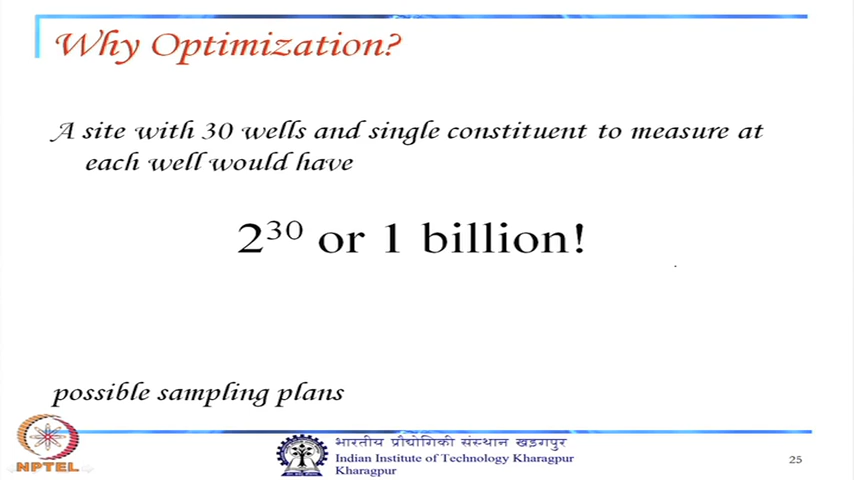 Why Optimization?
A site with 30 wells and single constituent to measure at
each well would have
2³⁰ or 1 billion!
possible sampling plans
भारतीय प्रौद्योगिकी संस्थान खड़गपुर
Indian Institute of Technology Kharagpur
Kharagpur
NPTEL
25